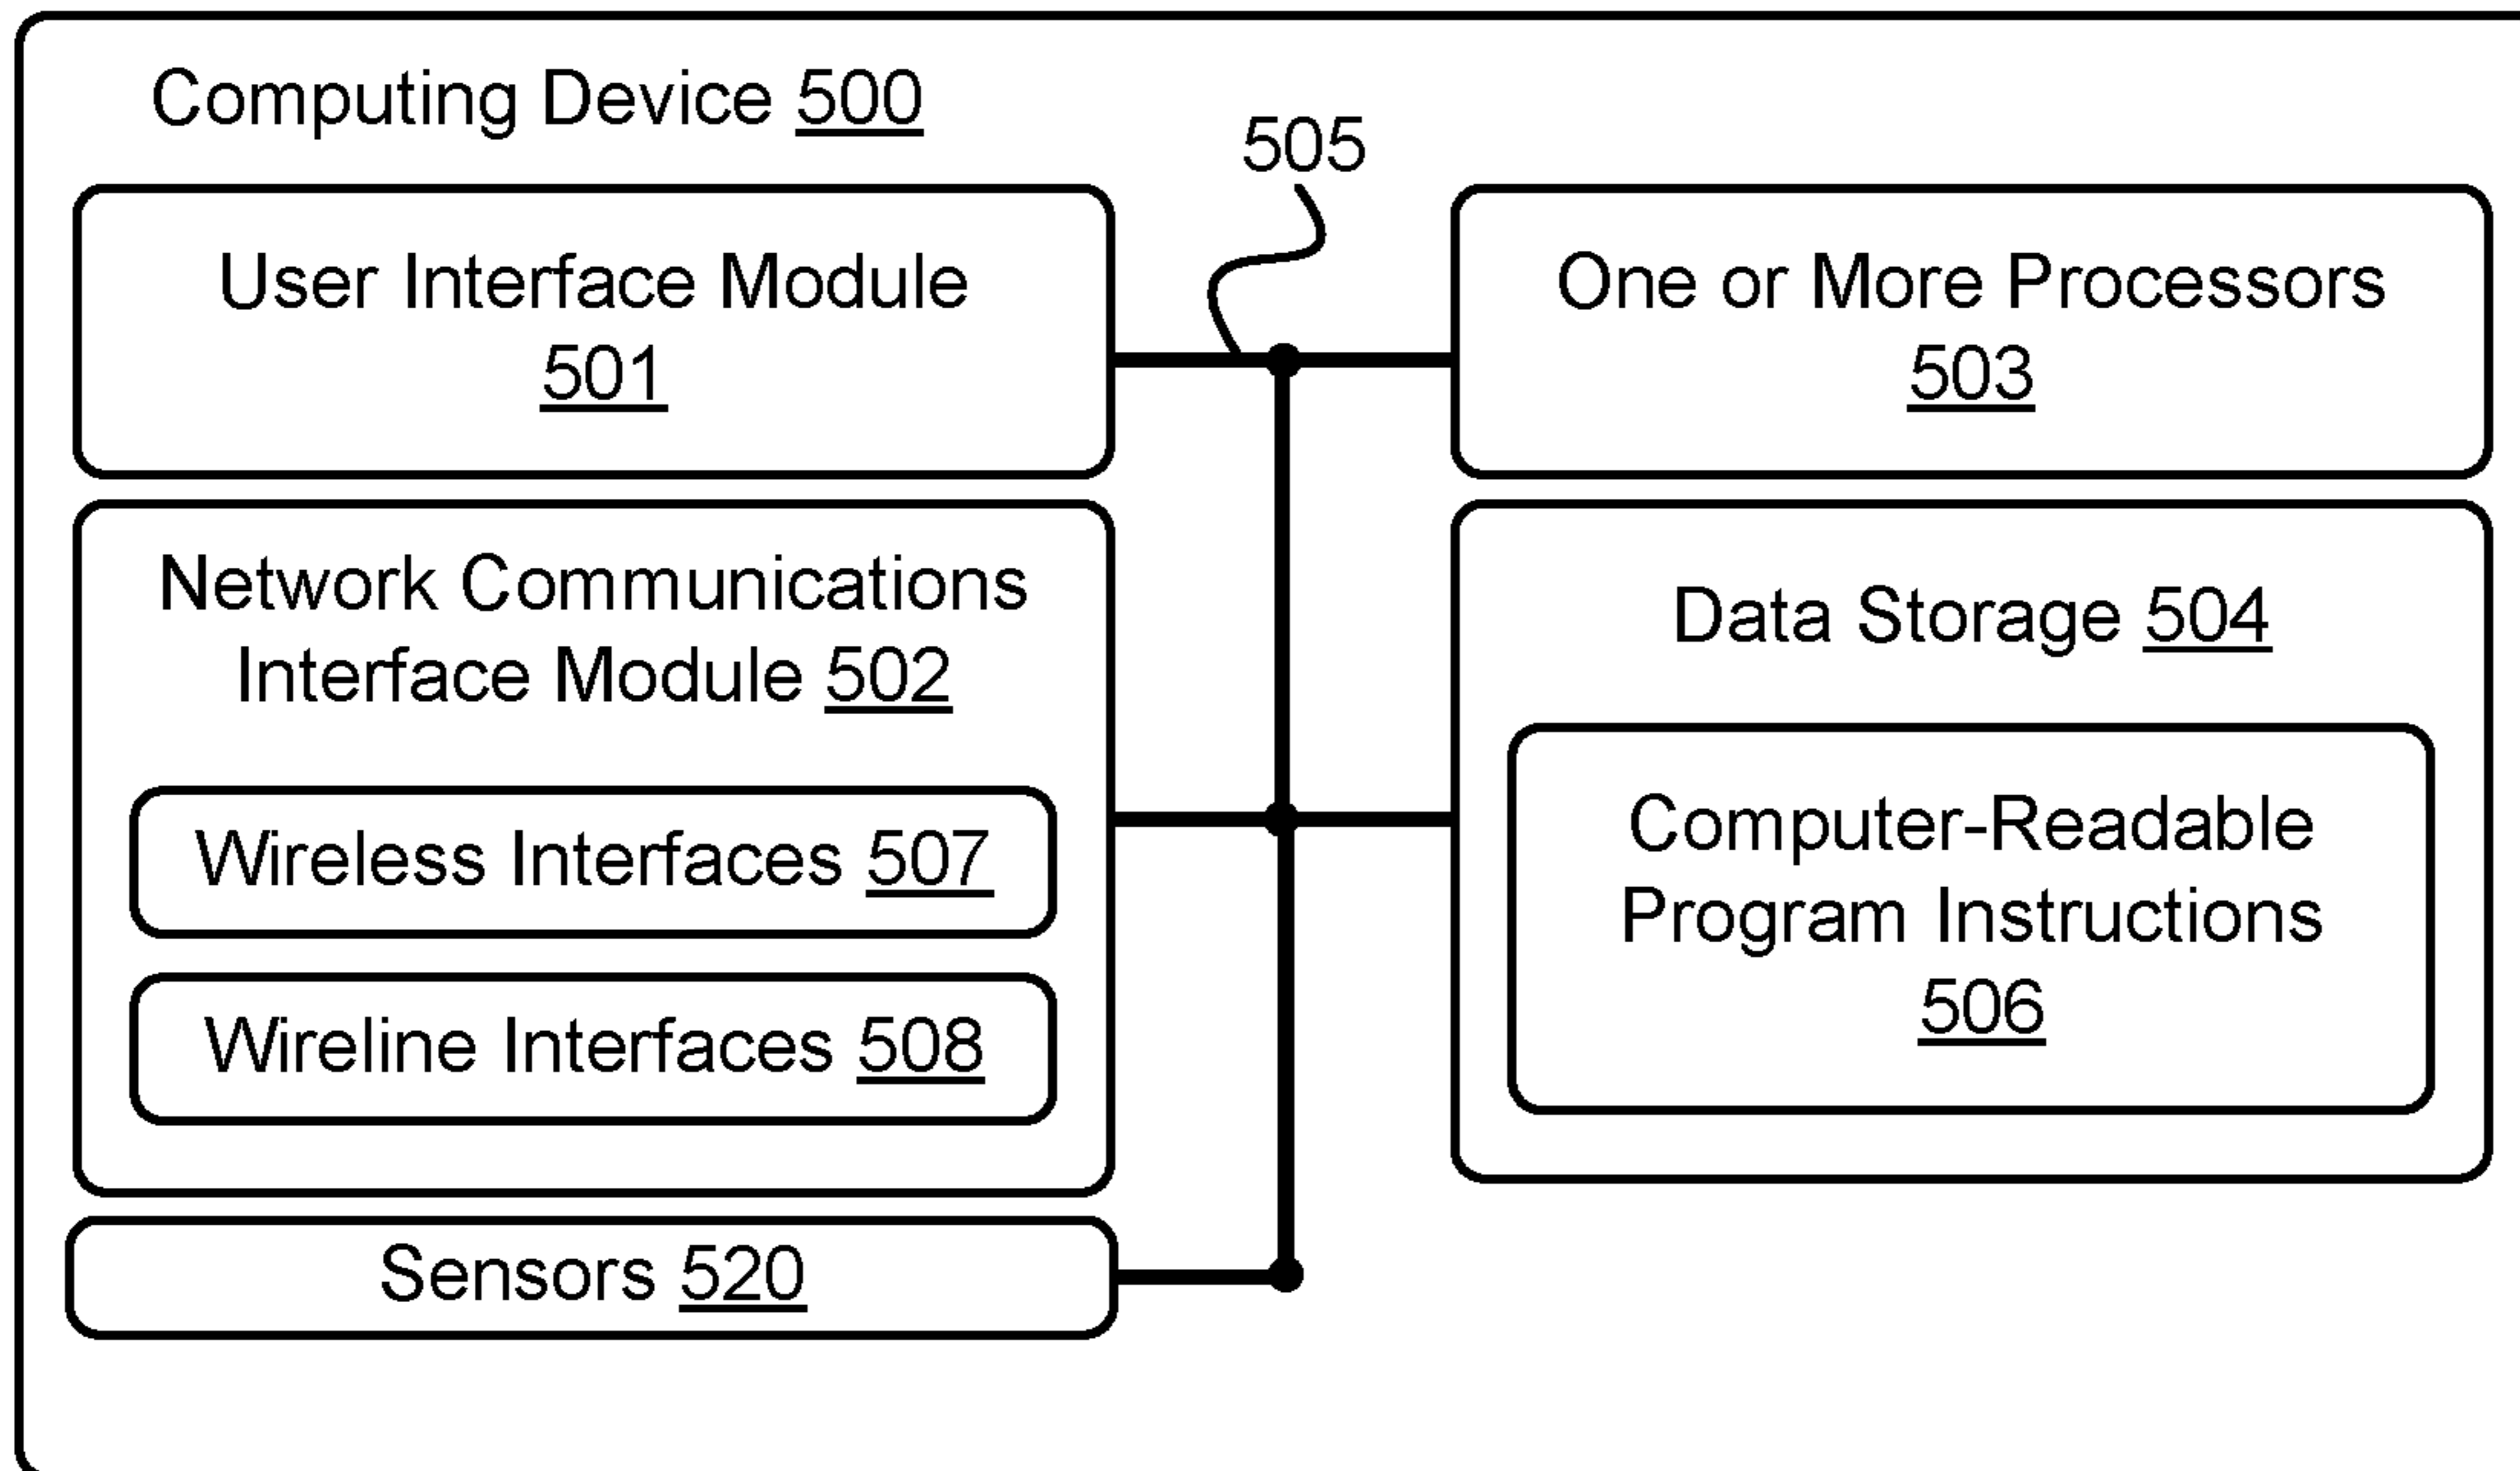 Computing Device 500
505
User Interface Module
501
One or More Processors
503
Network Communications
Interface Module 502
Wireless Interfaces 507
Wireline Interfaces 508
Data Storage 504
Computer-Readable
Program Instructions
506
Sensors 520